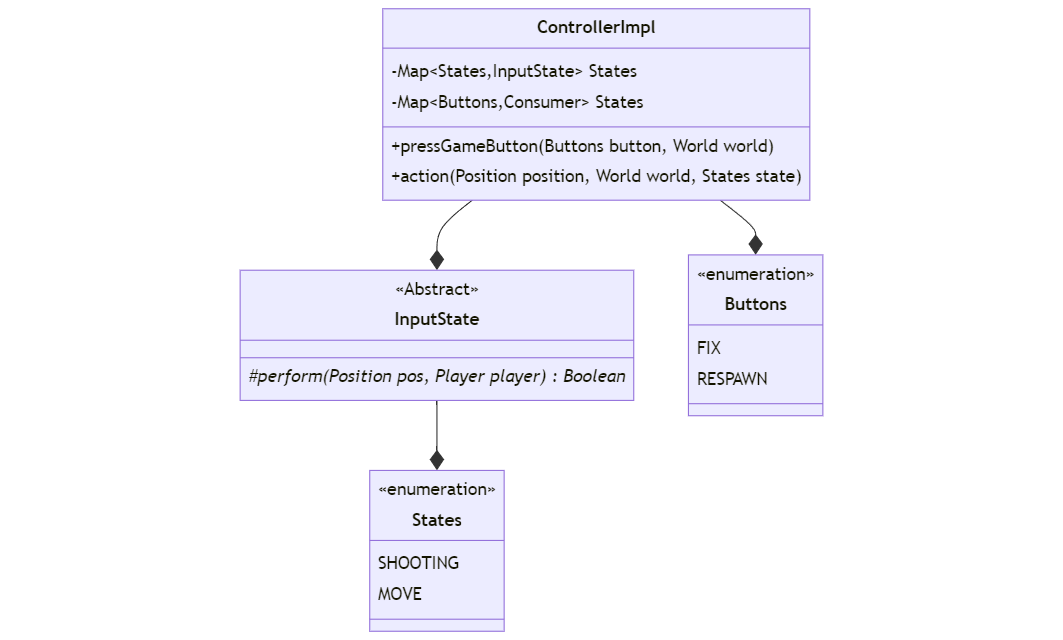 ControllerImpl
-Map<States,InputState> States
-Map<Buttons,Consumer> States
+pressGameButton(Buttons button, World world)
+action(Position position, World world, States state)
«Abstract»
InputState
#perform(Position pos, Player player) : Boolean
«enumeration»
Buttons
FIX
RESPAWN
«enumeration»
States
SHOOTING
MOVE